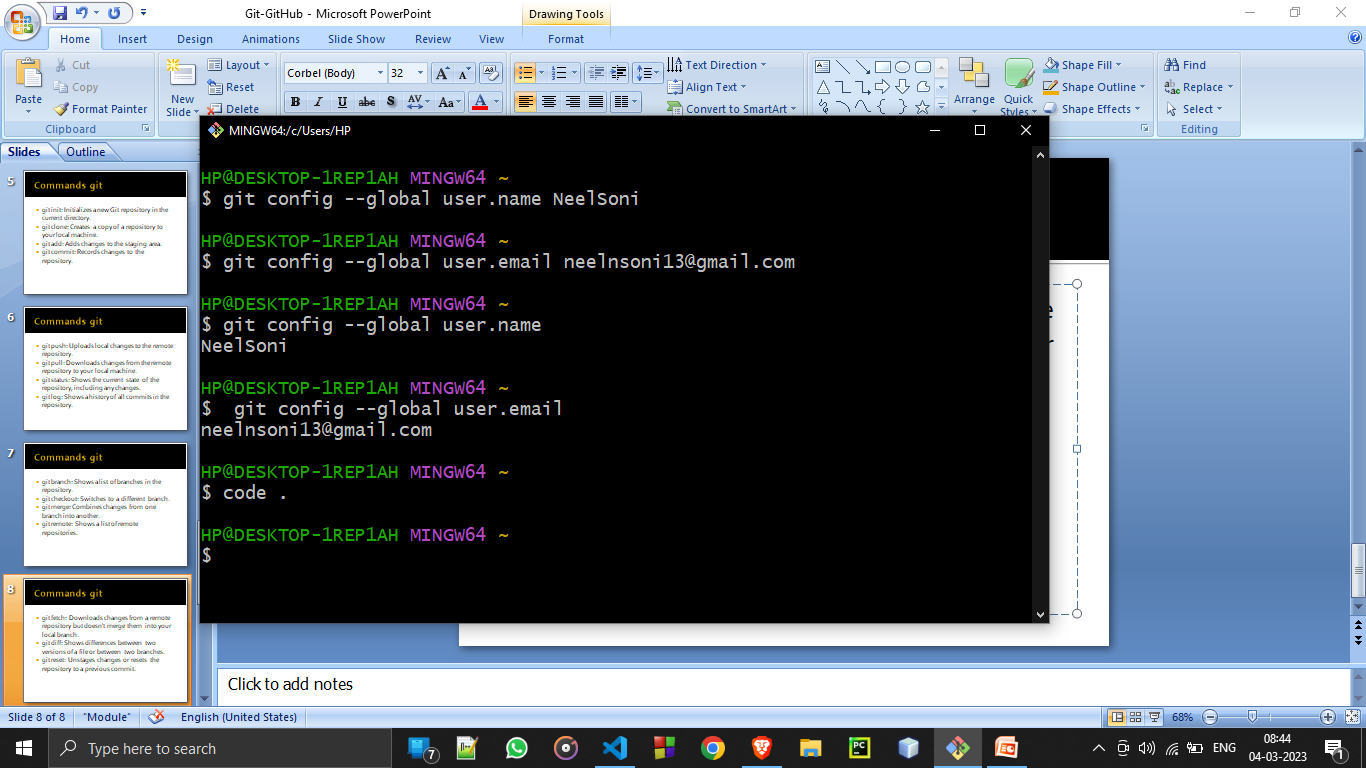 Git-GitHub - Microsoft PowerPoint
Drawing Tools
Home Insert Design Animations Slide Show Review View Format
Paste
Cut
Copy
Format Painter
Clipboard
New Slide
Layout
Reset
Delete
Corbel (Body) 32
B I U abc S AV Aa A
Text Direction
Align Text
Convert to SmartArt
Arrange
Quick Styles
Shape Fill
Shape Outline
Shape Effects
Find
Replace
Select
Editing
Slides Outline
5
Commands git
git init: Initializes a new Git repository in the
current directory.
git clone: Creates a copy of a repository to
your local machine.
git add: Adds changes to the staging area.
git commit: Records changes to the
repository.
6
Commands git
git push: Uploads local changes to the remote
repository.
git pull: Downloads changes from the remote
repository to your local machine.
git status: Shows the current state of the
repository, including any changes.
git log: Shows a history of all commits in the
repository.
7
Commands git
git branch: Shows a list of branches in the
repository.
git checkout: Switches to a different branch.
git merge: Combines changes from one
branch into another.
git remote: Shows a list of remote
repositories.
8
Commands git
git fetch: Downloads changes from a remote
repository but doesn't merge them into your
local branch.
git diff: Shows differences between two
versions of a file or between two branches.
git reset: Unstages changes or resets the
repository to a previous commit.
MINGW64:/c/Users/HP
HP@DESKTOP-1REP1AH MINGW64 ~
$ git config --global user.name NeelSoni
HP@DESKTOP-1REP1AH MINGW64 ~
$ git config --global user.email neelnsoni13@gmail.com
HP@DESKTOP-1REP1AH MINGW64 ~
$ git config --global user.name
NeelSoni
HP@DESKTOP-1REP1AH MINGW64 ~
$  git config --global user.email
neelnsoni13@gmail.com
HP@DESKTOP-1REP1AH MINGW64 ~
$ code .
HP@DESKTOP-1REP1AH MINGW64 ~
$
Click to add notes
Slide 8 of 8 "Module" English (United States) 68%
Type here to search
7
PC
ENG
08:44
04-03-2023
1